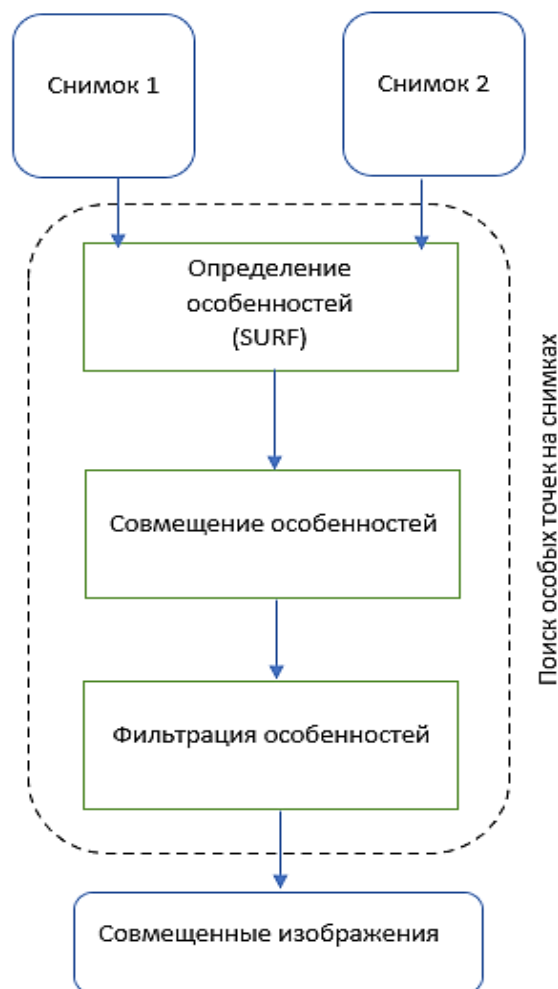 Снимок 1
Снимок 2
Определение
особенностей
(SURF)
Совмещение особенностей
Фильтрация особенностей
Поиск особых точек на снимках
Совмещенные изображения